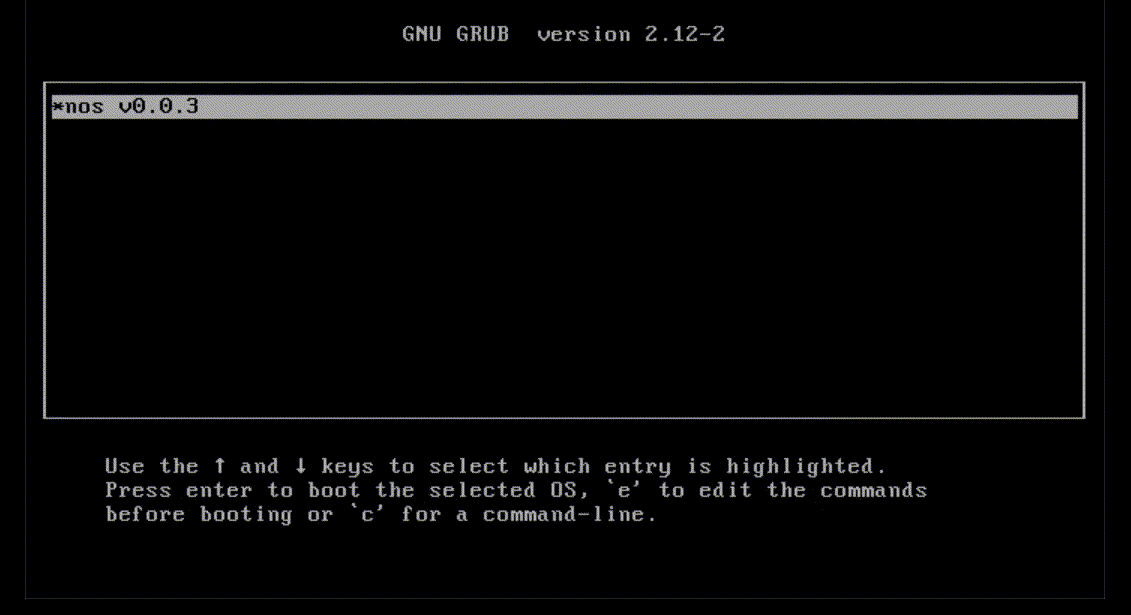 GNU GRUB  version 2.12-2
*nos v0.0.3
Use the ↑ and ↓ keys to select which entry is highlighted.
Press enter to boot the selected OS, `e' to edit the commands
before booting or `c' for a command-line.